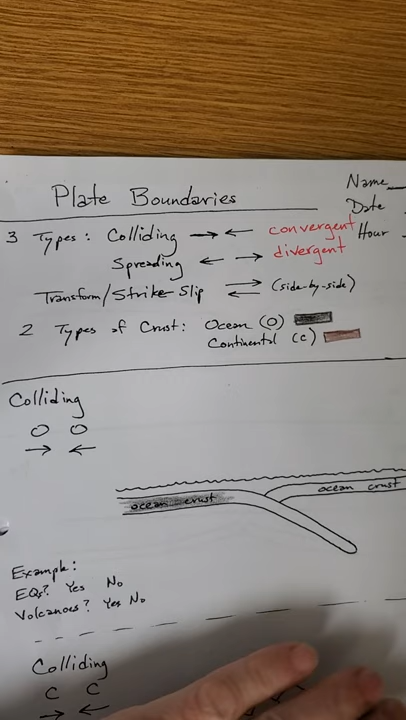 Plate Boundaries
Name
Date
Hour
3 Types: Colliding → ← convergent
Spreading ← → divergent
Transform/Strike Slip → ← (side-by-side)
2 Types of Crust: Ocean (O)
Continental (C)
Colliding
O O
→ ←
ocean crust
ocean crust
Example:
EQs? Yes No
Volcanoes? Yes No
Colliding
C C
→ ←